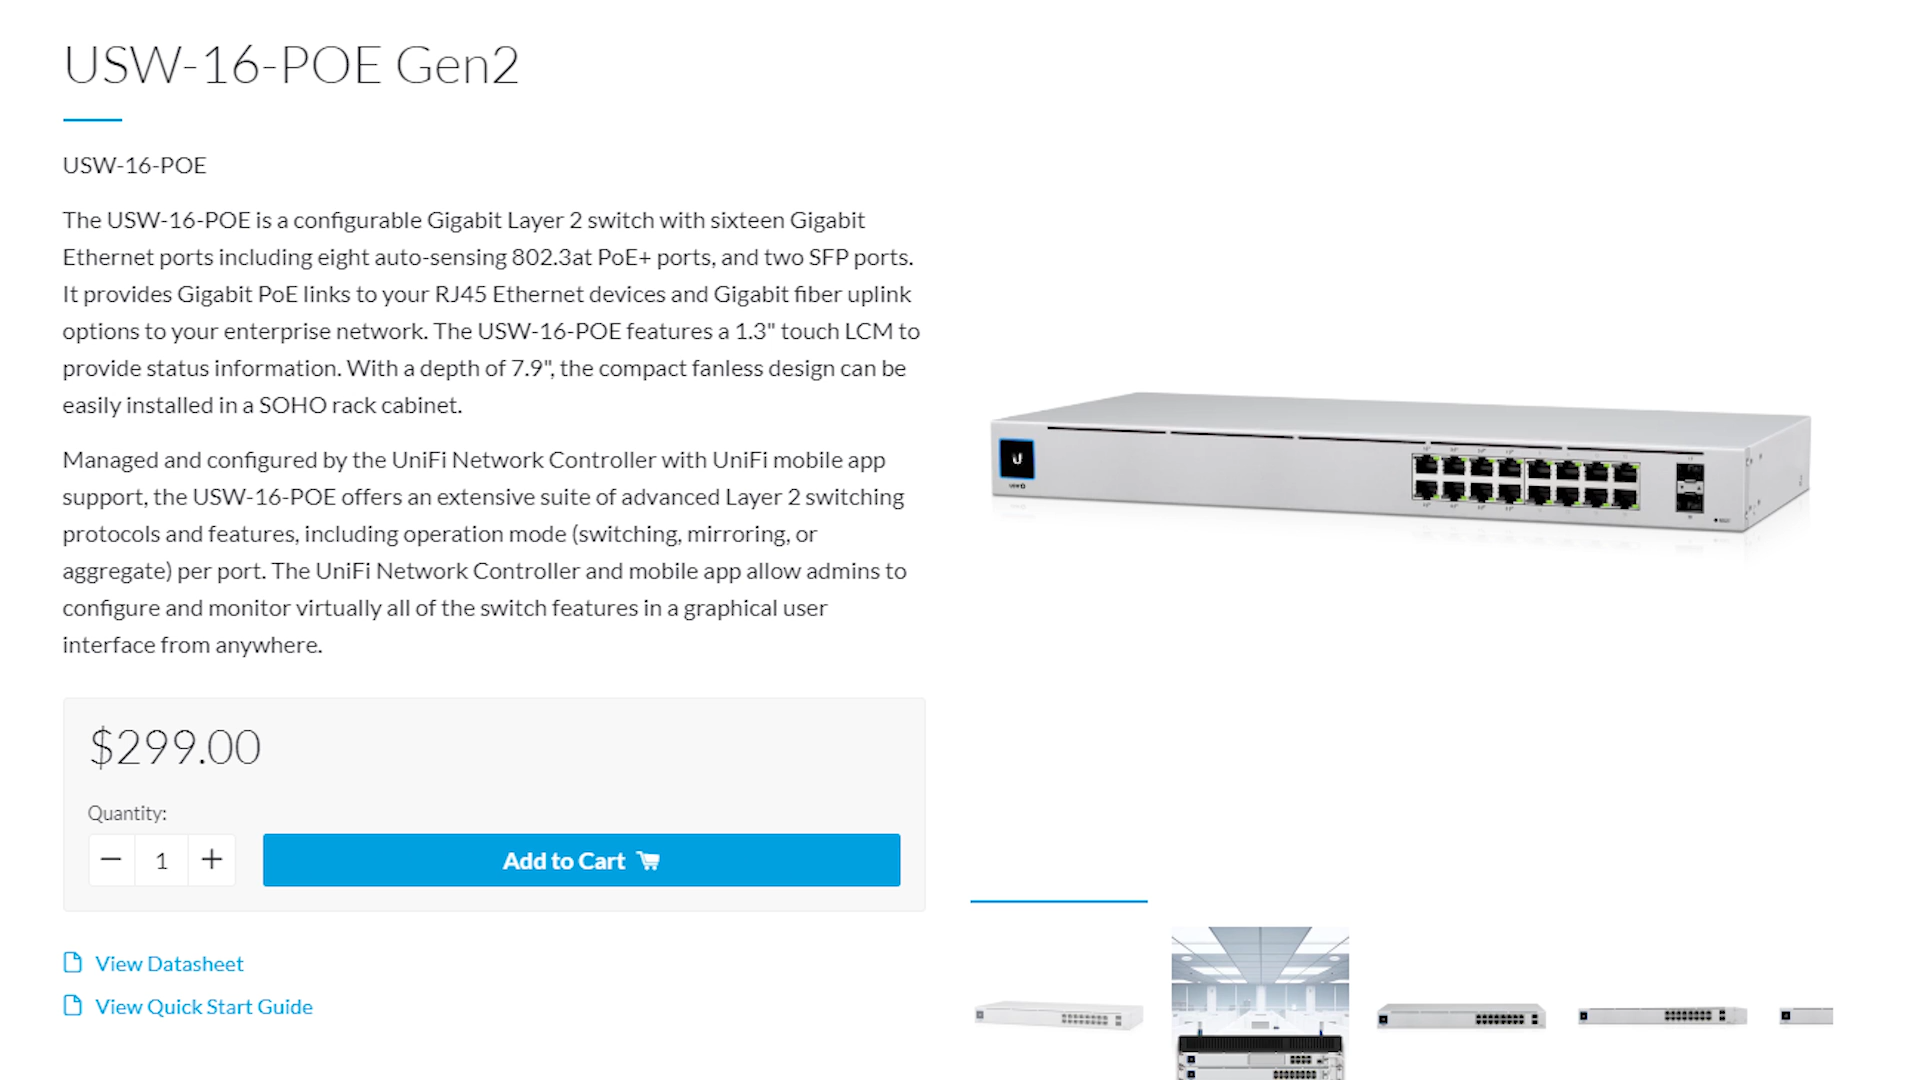 USW-16-POE Gen2
USW-16-POE
The USW-16-POE is a configurable Gigabit Layer 2 switch with sixteen Gigabit
Ethernet ports including eight auto-sensing 802.3at PoE+ ports, and two SFP ports.
It provides Gigabit PoE links to your RJ45 Ethernet devices and Gigabit fiber uplink
options to your enterprise network. The USW-16-POE features a 1.3" touch LCM to
provide status information. With a depth of 7.9", the compact fanless design can be
easily installed in a SOHO rack cabinet.
Managed and configured by the UniFi Network Controller with UniFi mobile app
support, the USW-16-POE offers an extensive suite of advanced Layer 2 switching
protocols and features, including operation mode (switching, mirroring, or
aggregate) per port. The UniFi Network Controller and mobile app allow admins to
configure and monitor virtually all of the switch features in a graphical user
interface from anywhere.
$299.00
Quantity:
− 1 +
Add to Cart
View Datasheet
View Quick Start Guide